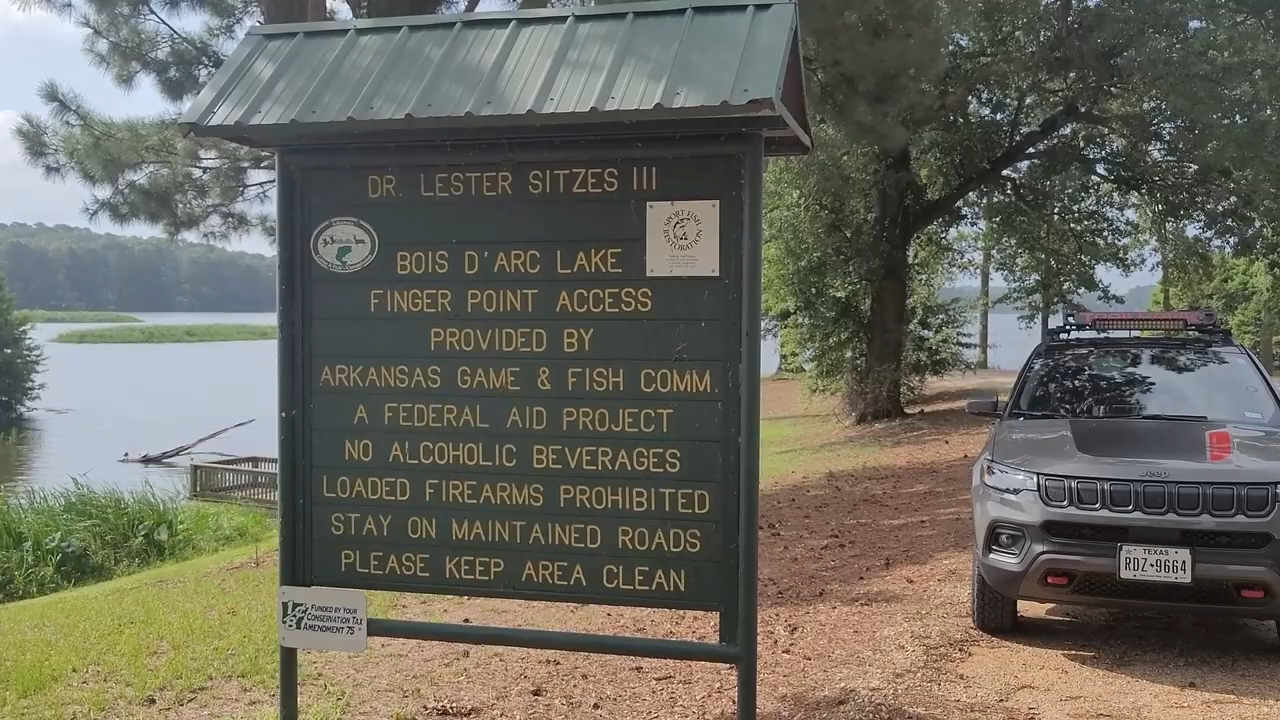 DR. LESTER SITZES III
BOIS D'ARC LAKE
FINGER POINT ACCESS
PROVIDED BY
ARKANSAS GAME & FISH COMM.
A FEDERAL AID PROJECT
NO ALCOHOLIC BEVERAGES
LOADED FIREARMS PROHIBITED
STAY ON MAINTAINED ROADS
PLEASE KEEP AREA CLEAN
SPORT FISH RESTORATION
1/8
FUNDED BY YOUR
CONSERVATION TAX
AMENDMENT 75
Jeep
TEXAS
RDZ★9664